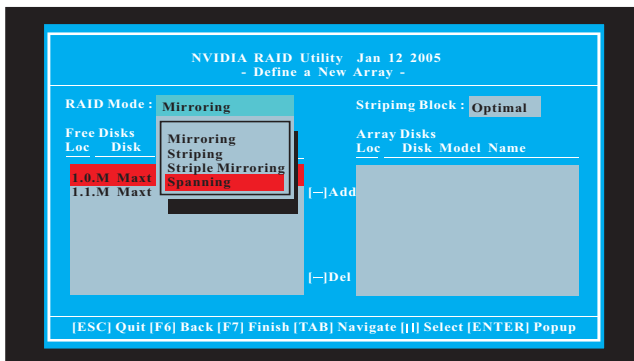 NVIDIA RAID Utility Jan 12 2005
- Define a New Array -
RAID Mode : Mirroring
Stripimg Block : Optimal
Free Disks
Loc Disk
Array Disks
Loc Disk Model Name
Mirroring
Striping
Striple Mirroring
Spanning
1.0.M Maxt
1.1.M Maxt
[–]Add
[–]Del
[ESC] Quit [F6] Back [F7] Finish [TAB] Navigate [| |] Select [ENTER] Popup